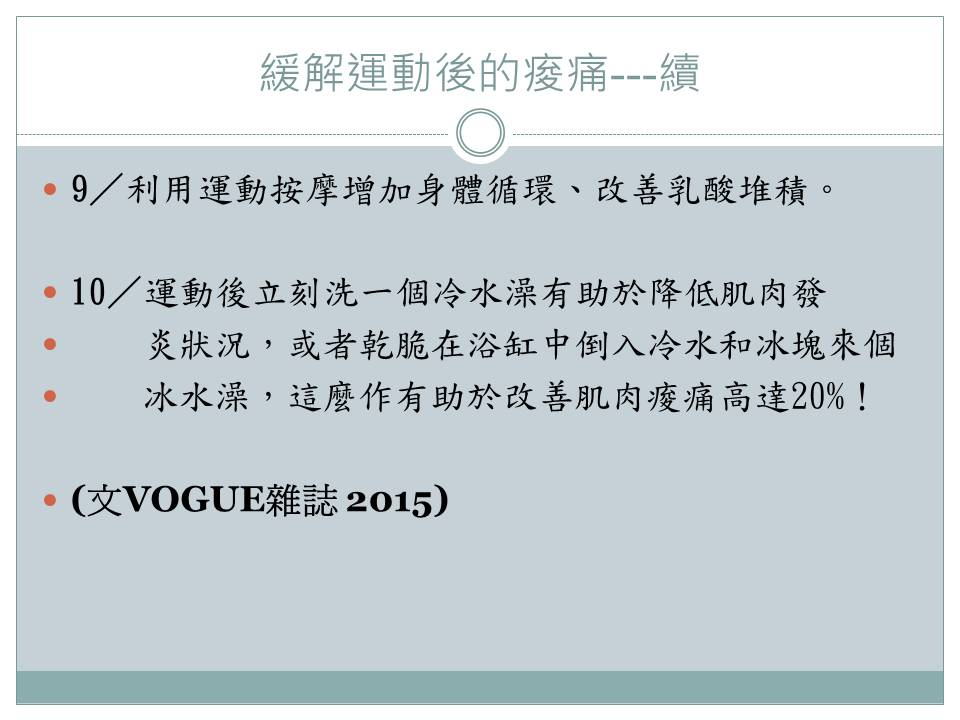 緩解運動後的痠痛---續
9／利用運動按摩增加身體循環、改善乳酸堆積。
10／運動後立刻洗一個冷水澡有助於降低肌肉發
炎狀況，或者乾脆在浴缸中倒入冷水和冰塊來個
冰水澡，這麼作有助於改善肌肉痠痛高達20%！
(文VOGUE雜誌 2015)